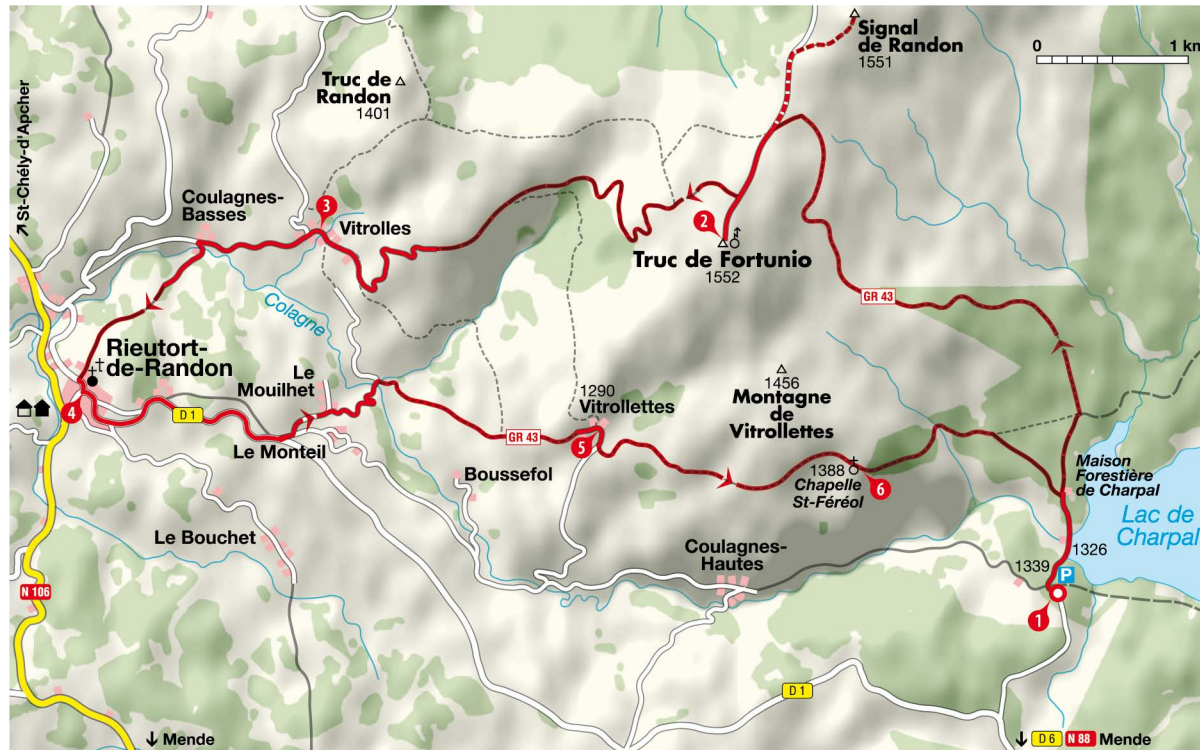 Signal
de Randon
1551
0 1 km
Truc de
Randon
1401
↗ St-Chély-d'Apcher
Coulagnes-
Basses
3
Vitrolles
2
Truc de Fortunio
1552
GR 43
Colagne
Rieutort-
de-Randon
Le
Mouilhet
1290
Vitrollettes
1456
Montagne
de
Vitrollettes
4
D 1
Le Monteil
GR 43
5
Boussefol
1388
Chapelle
St-Féréol
6
Maison
Forestière
de Charpal
Lac de
Charpal
Le Bouchet
Coulagnes-
Hautes
1326
1339
P
1
N 106
D 1
↓ Mende
↓ D 6 N 88 Mende